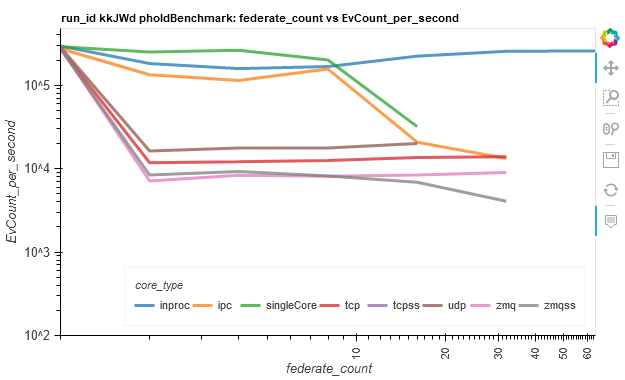 run_id kkJWd pholdBenchmark: federate_count vs EvCount_per_second
10^5
10^4
10^3
10^2
EvCount_per_second
core_type
inproc ipc singleCore tcp tcpss udp zmq zmqss
10 20 30 40 50 60
federate_count